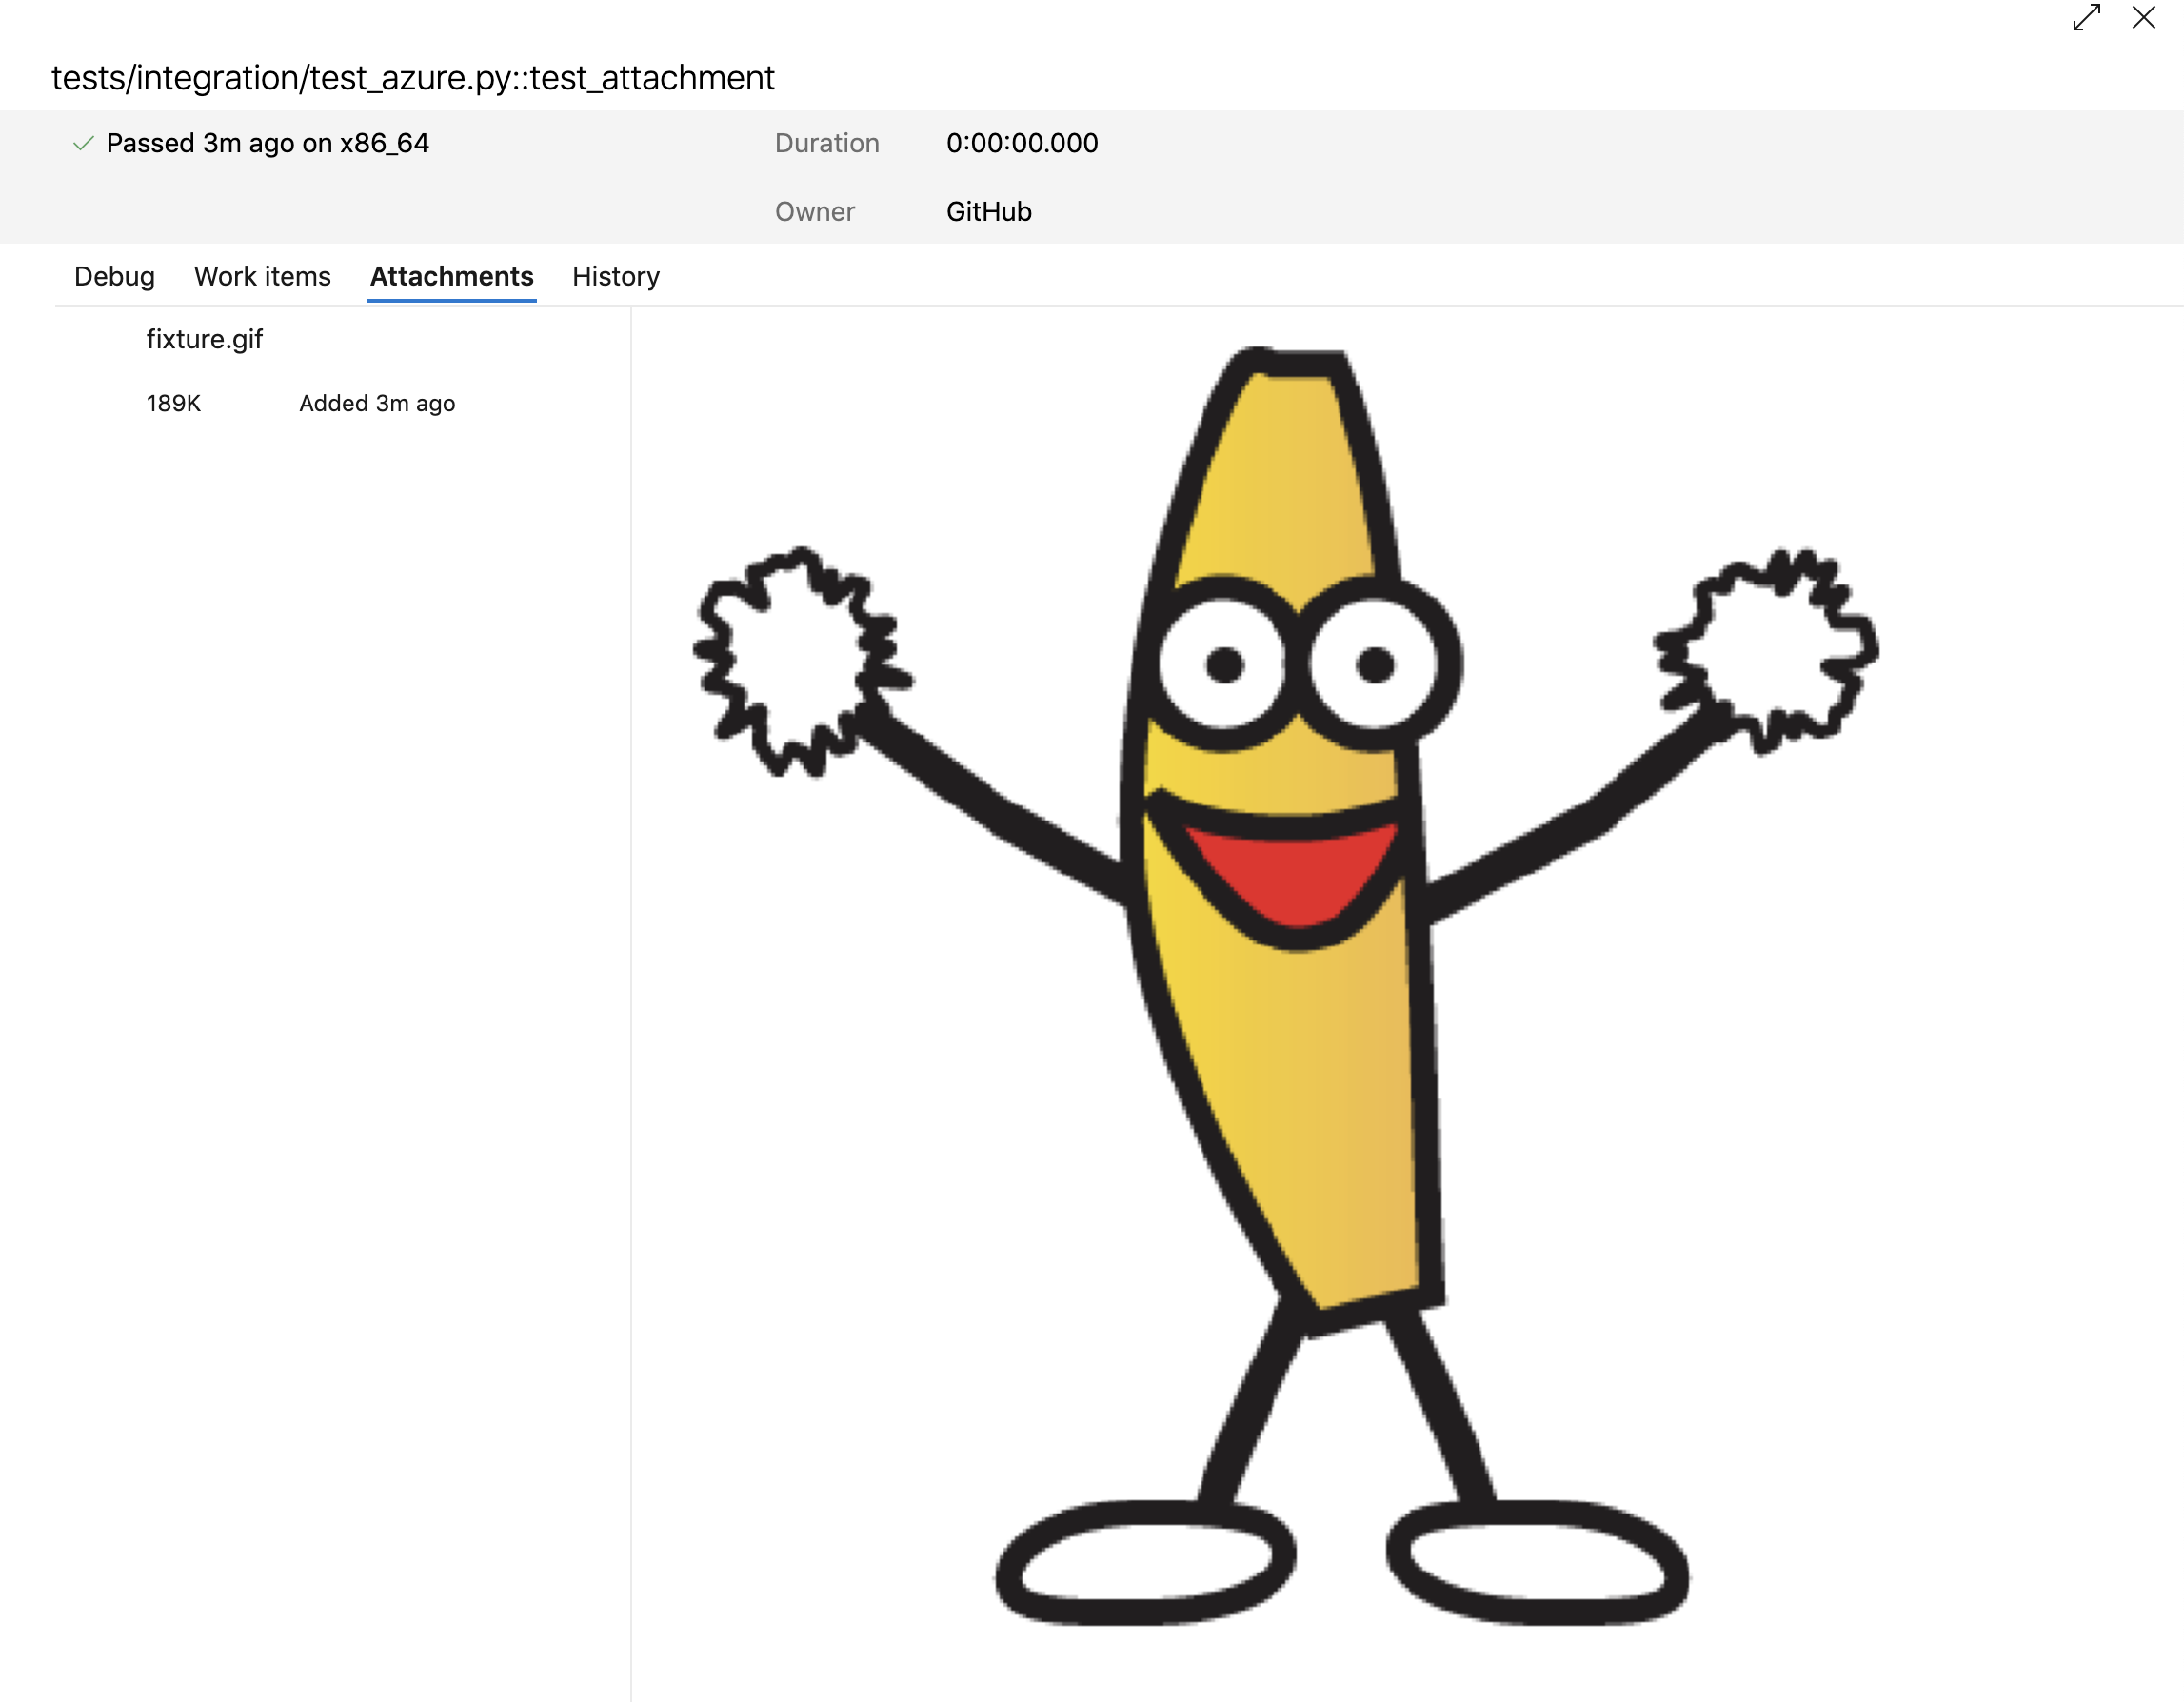 tests/integration/test_azure.py::test_attachment
Passed 3m ago on x86_64 Duration 0:00:00.000
Owner GitHub
Debug Work items Attachments History
fixture.gif
189K Added 3m ago